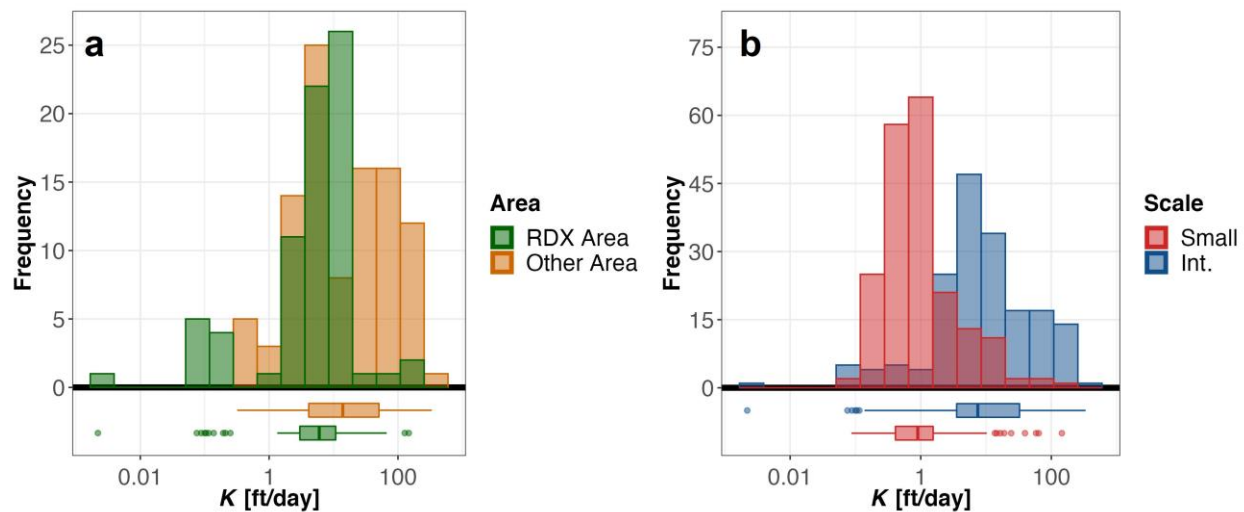 a
Frequency
25
20
15
10
5
0
0.01
1
100
K [ft/day]
Area
RDX Area
Other Area
b
Frequency
75
60
45
30
15
0
0.01
1
100
K [ft/day]
Scale
Small
Int.